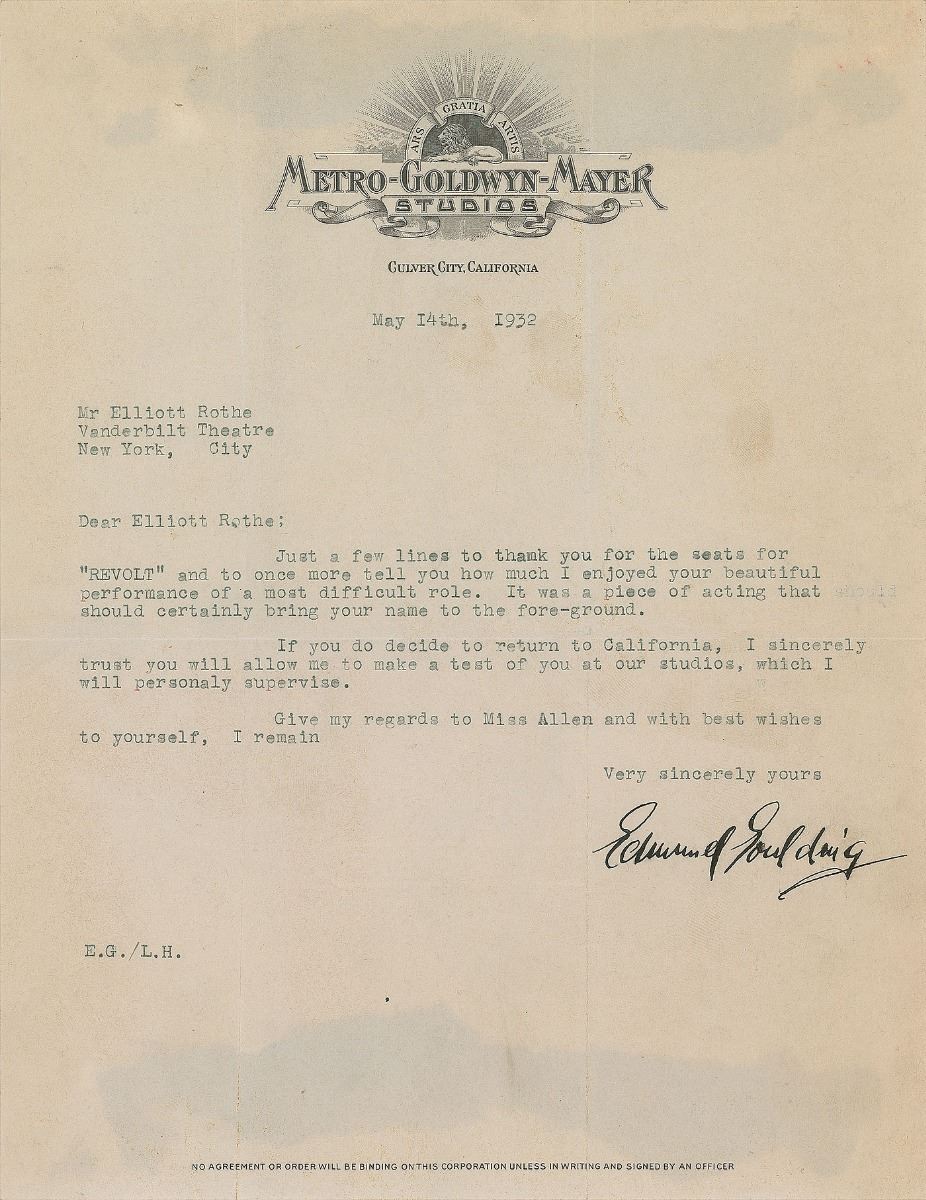 ARS GRATIA ARTIS
METRO-GOLDWYN-MAYER
STUDIOS
CULVER CITY, CALIFORNIA
May 14th, 1932
Mr Elliott Rothe
Vanderbilt Theatre
New York, City
Dear Elliott Rothe;
Just a few lines to thank you for the seats for
"REVOLT" and to once more tell you how much I enjoyed your beautiful
performance of a most difficult role. It was a piece of acting that should
should certainly bring your name to the fore-ground.
If you do decide to return to California, I sincerely
trust you will allow me to make a test of you at our studios, which I
will personaly supervise.
Give my regards to Miss Allen and with best wishes
to yourself, I remain
Very sincerely yours
Edmund Goulding
E.G./L.H.
NO AGREEMENT OR ORDER WILL BE BINDING ON THIS CORPORATION UNLESS IN WRITING AND SIGNED BY AN OFFICER